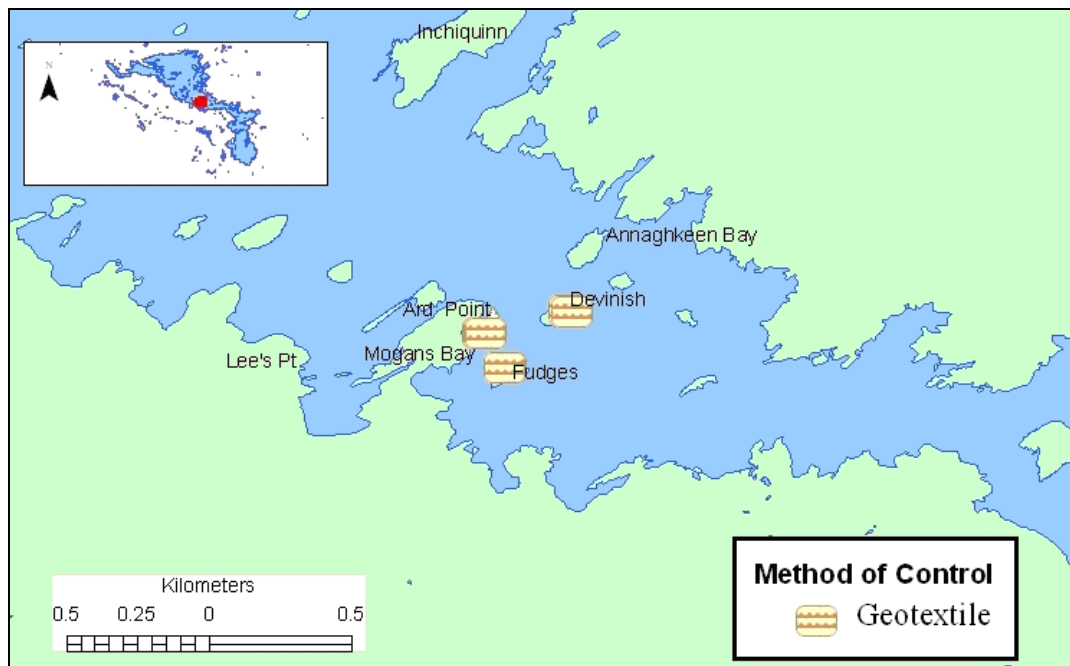 Inchiquinn
N
Annaghkeen Bay
Devinish
Ard Point
Mogans Bay
Lee's Pt
Fudges
Method of Control
Geotextile
Kilometers
0.5 0.25 0 0.5